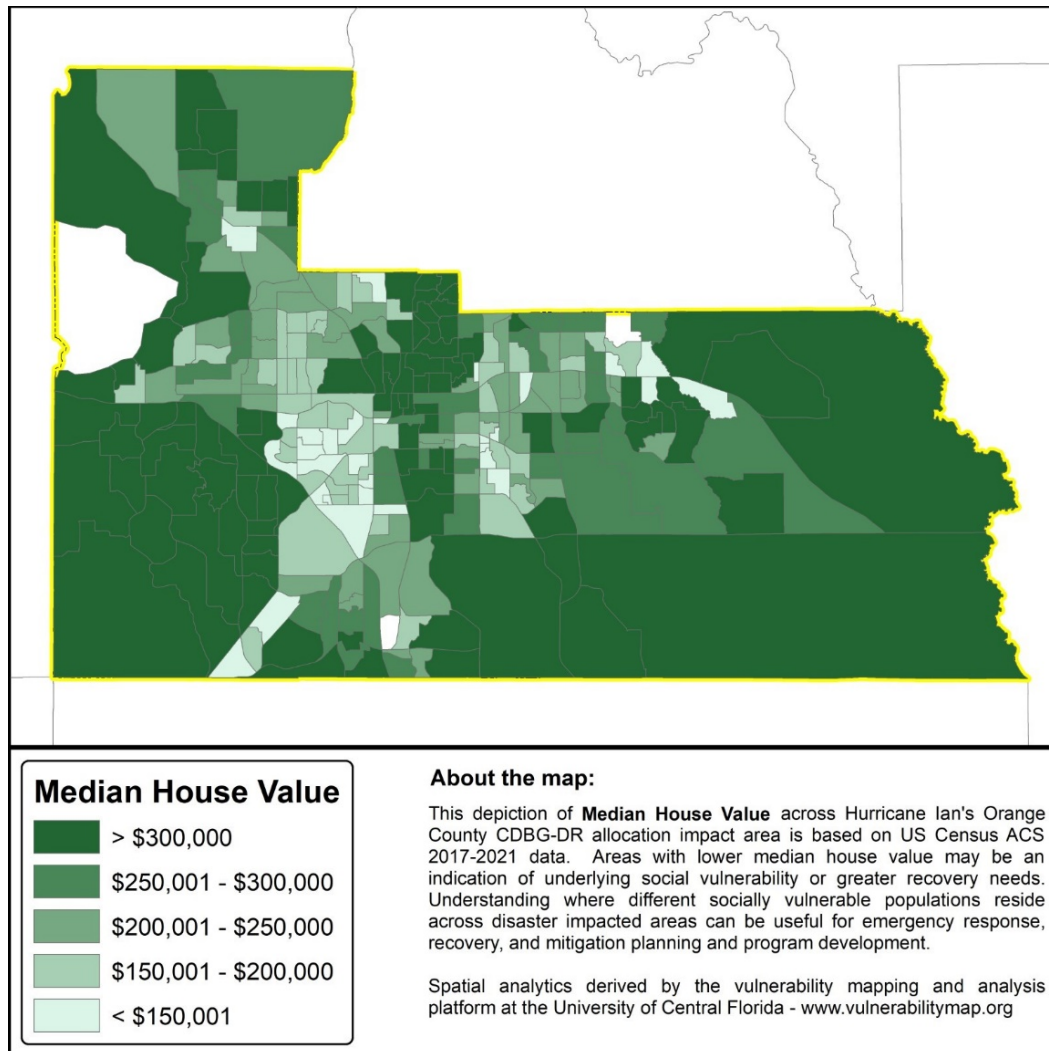 Median House Value
> $300,000
$250,001 - $300,000
$200,001 - $250,000
$150,001 - $200,000
< $150,001
About the map:
This depiction of Median House Value across Hurricane Ian's Orange
County CDBG-DR allocation impact area is based on US Census ACS
2017-2021 data. Areas with lower median house value may be an
indication of underlying social vulnerability or greater recovery needs.
Understanding where different socially vulnerable populations reside
across disaster impacted areas can be useful for emergency response,
recovery, and mitigation planning and program development.
Spatial analytics derived by the vulnerability mapping and analysis
platform at the University of Central Florida - www.vulnerabilitymap.org